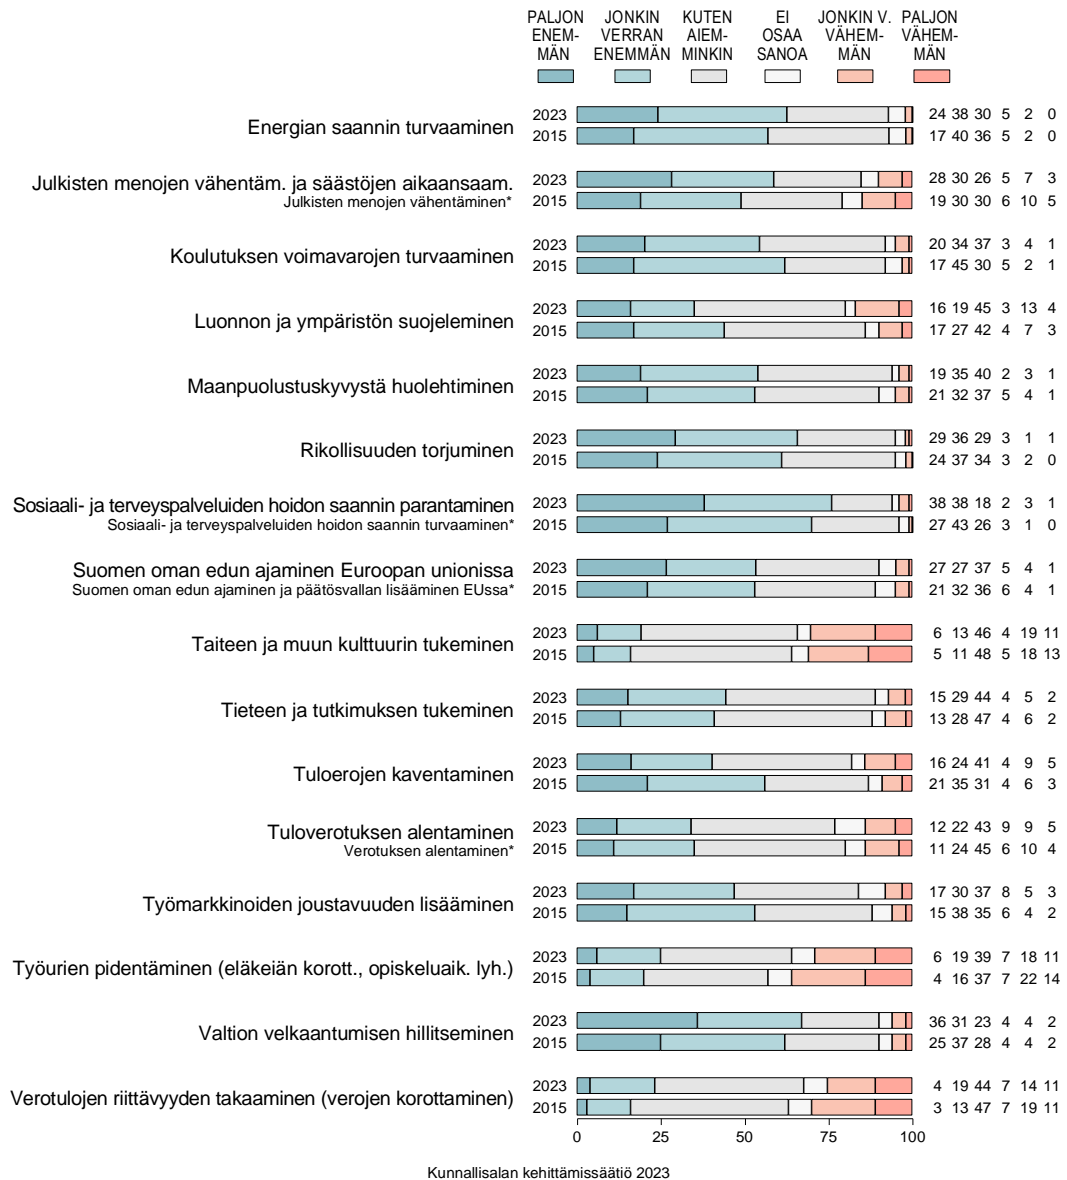 PALJON JONKIN KUTEN EI JONKIN V. PALJON
ENEM- VERRAN AIEM- OSAA VÄHEM- VÄHEM-
MÄN ENEMMÄN MINKIN SANOA MÄN MÄN
2023 24 38 30 5 2 0
Energian saannin turvaaminen
2015 17 40 36 5 2 0
2023 28 30 26 5 7 3
Julkisten menojen vähentäm. ja säästöjen aikaansaam.
Julkisten menojen vähentäminen*
2015 19 30 30 6 10 5
2023 20 34 37 3 4 1
Koulutuksen voimavarojen turvaaminen
2015 17 45 30 5 2 1
2023 16 19 45 3 13 4
Luonnon ja ympäristön suojeleminen
2015 17 27 42 4 7 3
2023 19 35 40 2 3 1
Maanpuolustuskyvystä huolehtiminen
2015 21 32 37 5 4 1
2023 29 36 29 3 1 1
Rikollisuuden torjuminen
2015 24 37 34 3 2 0
2023 38 38 18 2 3 1
Sosiaali- ja terveyspalveluiden hoidon saannin parantaminen
Sosiaali- ja terveyspalveluiden hoidon saannin turvaaminen*
2015 27 43 26 3 1 0
2023 27 27 37 5 4 1
Suomen oman edun ajaminen Euroopan unionissa
Suomen oman edun ajaminen ja päätösvallan lisääminen EUssa*
2015 21 32 36 6 4 1
2023 6 13 46 4 19 11
Taiteen ja muun kulttuurin tukeminen
2015 5 11 48 5 18 13
2023 15 29 44 4 5 2
Tieteen ja tutkimuksen tukeminen
2015 13 28 47 4 6 2
2023 16 24 41 4 9 5
Tuloerojen kaventaminen
2015 21 35 31 4 6 3
2023 12 22 43 9 9 5
Tuloverotuksen alentaminen
Verotuksen alentaminen*
2015 11 24 45 6 10 4
2023 17 30 37 8 5 3
Työmarkkinoiden joustavuuden lisääminen
2015 15 38 35 6 4 2
2023 6 19 39 7 18 11
Työurien pidentäminen (eläkeiän korott., opiskeluaik. lyh.)
2015 4 16 37 7 22 14
2023 36 31 23 4 4 2
Valtion velkaantumisen hillitseminen
2015 25 37 28 4 4 2
2023 4 19 44 7 14 11
Verotulojen riittävyyden takaaminen (verojen korottaminen)
2015 3 13 47 7 19 11
0 25 50 75 100
Kunnallisalan kehittämissäätiö 2023